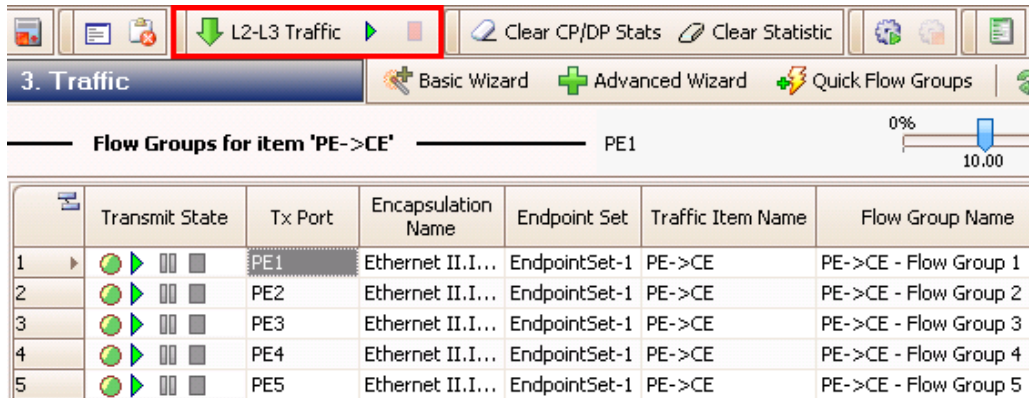 L2-L3 Traffic Clear CP/DP Stats Clear Statistic
3. Traffic Basic Wizard Advanced Wizard Quick Flow Groups
Flow Groups for item 'PE->CE' PE1 0%
10.00
Transmit State Tx Port Encapsulation Name Endpoint Set Traffic Item Name Flow Group Name
1 PE1 Ethernet II.I... EndpointSet-1 PE->CE PE->CE - Flow Group 1
2 PE2 Ethernet II.I... EndpointSet-1 PE->CE PE->CE - Flow Group 2
3 PE3 Ethernet II.I... EndpointSet-1 PE->CE PE->CE - Flow Group 3
4 PE4 Ethernet II.I... EndpointSet-1 PE->CE PE->CE - Flow Group 4
5 PE5 Ethernet II.I... EndpointSet-1 PE->CE PE->CE - Flow Group 5